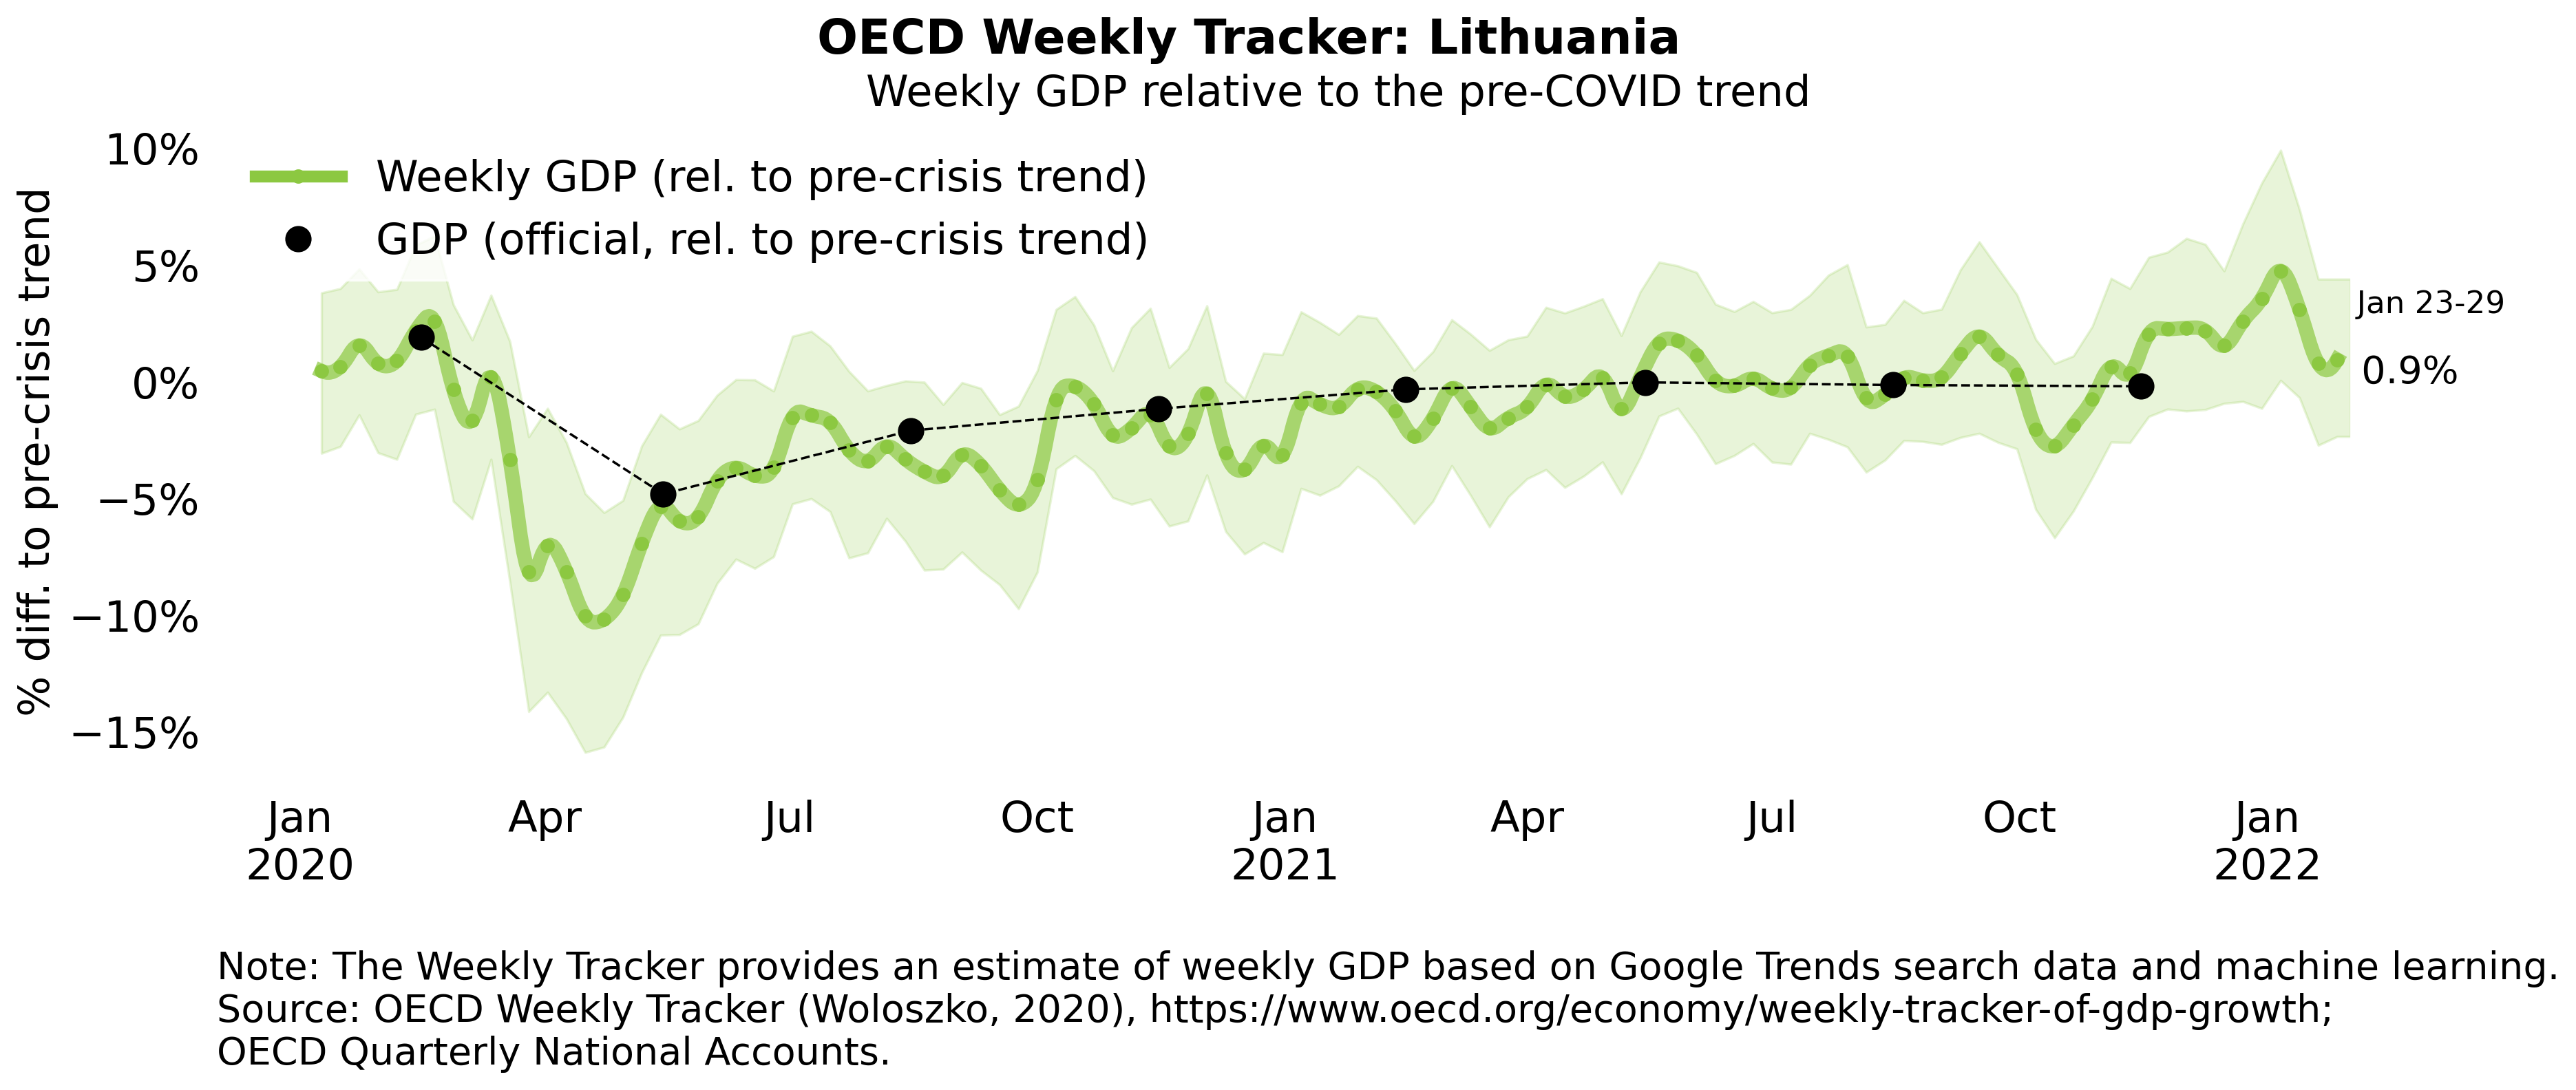 OECD Weekly Tracker: Lithuania
Weekly GDP relative to the pre-COVID trend
% diff. to pre-crisis trend
10%
5%
0%
−5%
−10%
−15%
Weekly GDP (rel. to pre-crisis trend)
GDP (official, rel. to pre-crisis trend)
Jan 23-29
0.9%
Jan Apr Jul Oct Jan Apr Jul Oct Jan
2020 2021 2022
Note: The Weekly Tracker provides an estimate of weekly GDP based on Google Trends search data and machine learning.
Source: OECD Weekly Tracker (Woloszko, 2020), https://www.oecd.org/economy/weekly-tracker-of-gdp-growth;
OECD Quarterly National Accounts.